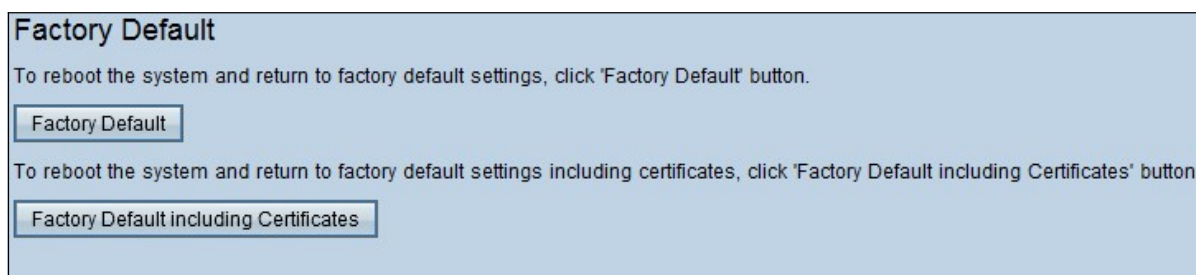 Factory Default
To reboot the system and return to factory default settings, click 'Factory Default' button.
Factory Default
To reboot the system and return to factory default settings including certificates, click 'Factory Default including Certificates' button
Factory Default including Certificates